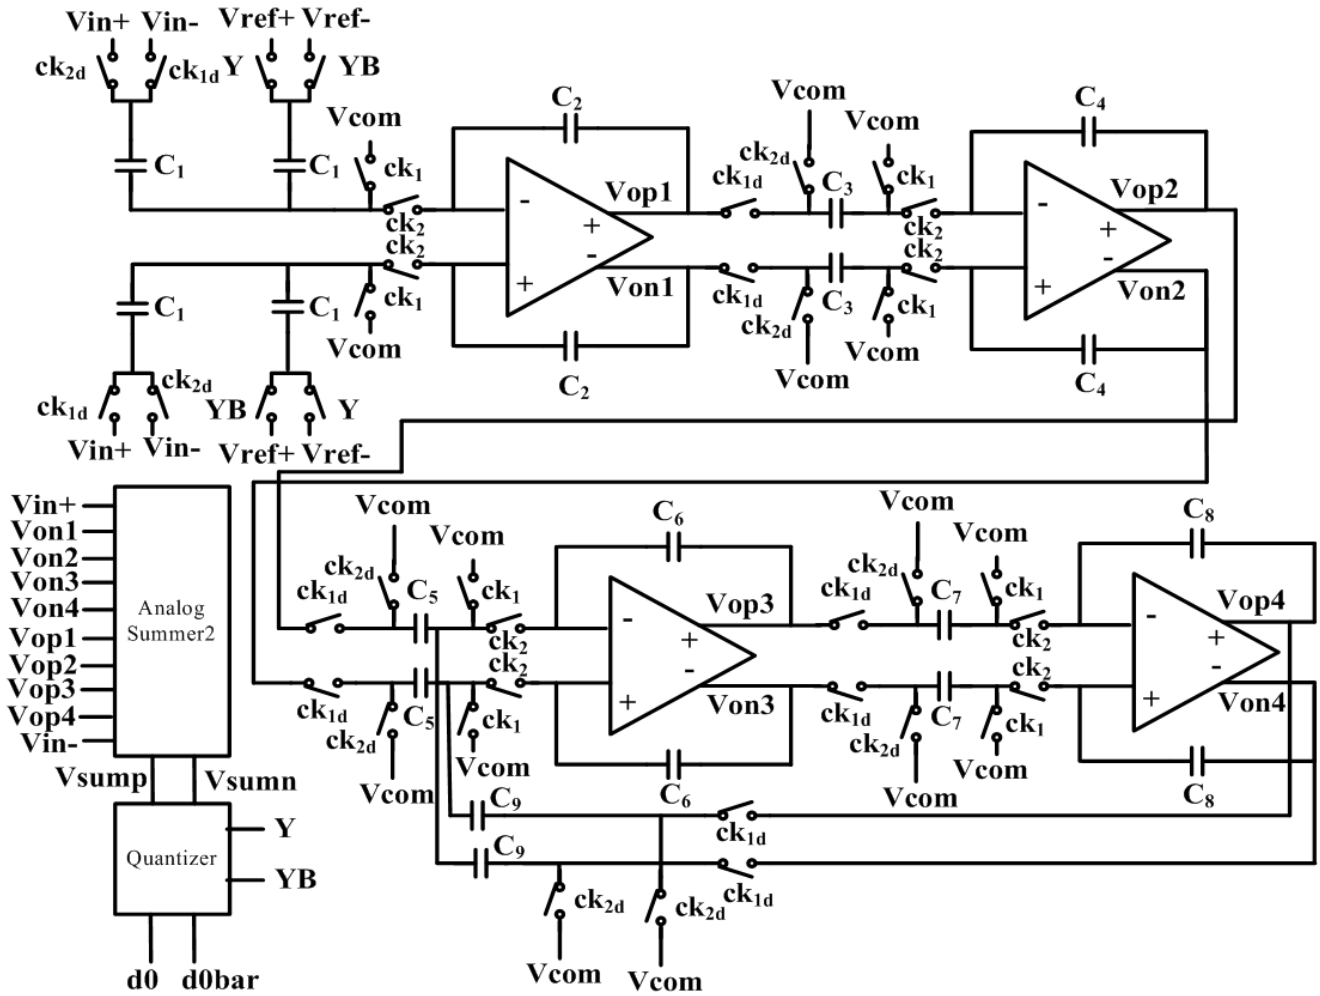 Vin+ Vin- Vref+ Vref-
ck2d ck1d Y YB
Vcom C2 Vcom Vcom C4
C1 C1 ck1 ck2d ck1
ck1d C3
- Vop1 - Vop2
ck2 + ck2 +
ck2 - ck2 -
+ Von1 + Von2
C1 C1 ck1 ck1d C3 ck1
ck2d
Vcom C2 Vcom Vcom C4
ck1d ck2d YB Y
Vin+ Vin- Vref+ Vref-
Vin+
Von1
Von2
Von3
Von4
Vop1
Vop2
Vop3
Vop4
Vin-
Analog
Summer2
Vsump Vsumn
Quantizer
Y
YB
d0 d0bar
Vcom Vcom C6 Vcom Vcom C8
ck2d ck1 ck2d ck1
ck1d C5 ck1d C7
- Vop3 - Vop4
ck2 + ck2 +
ck2 - ck2 -
+ Von3 + Von4
ck1d C5 ck1 ck1d C7 ck1
ck2d ck2d
Vcom Vcom C6 Vcom Vcom C8
C9 ck1d
C9 ck1d
ck2d ck2d
Vcom Vcom